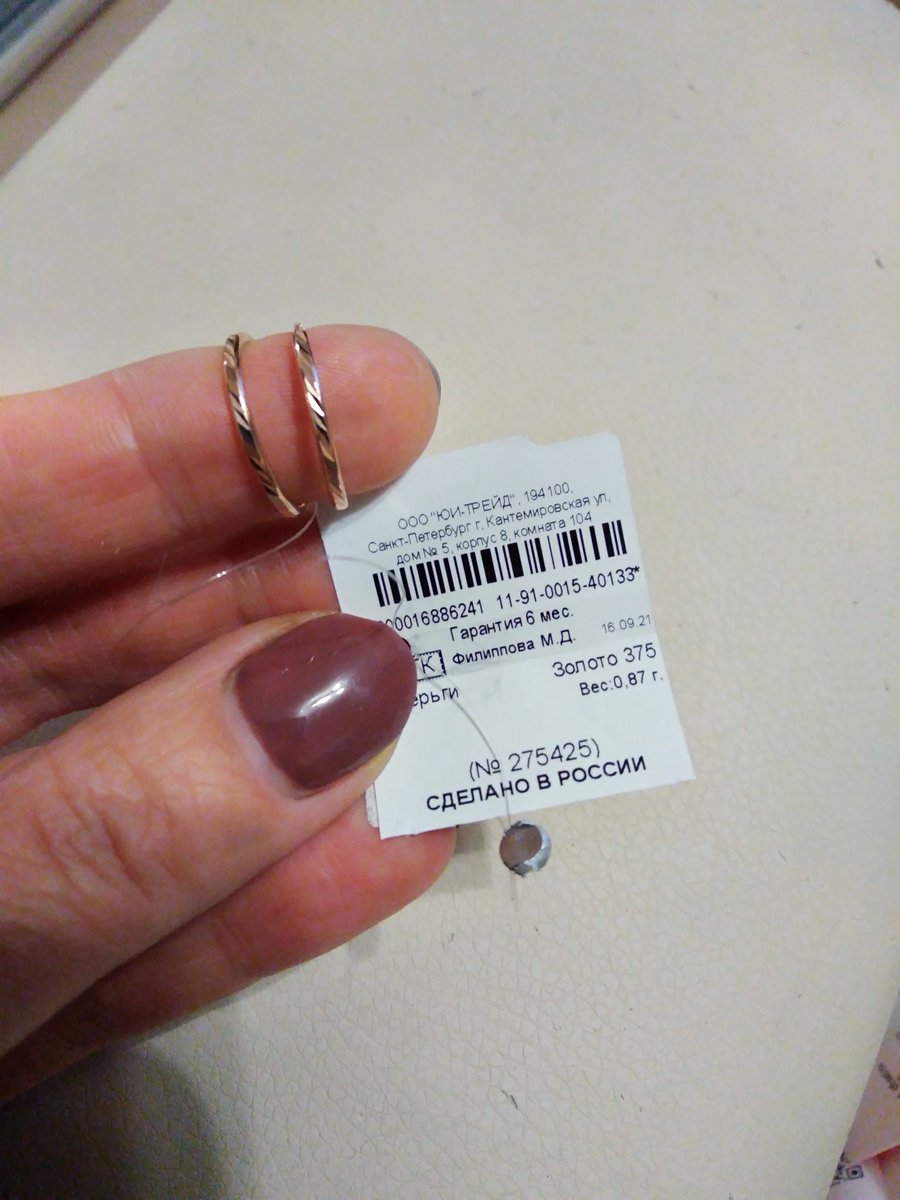 ООО "ЮИ-ТРЕЙД", 194100,
Санкт-Петербург г, Кантемировская ул,
дом № 5, корпус 8, комната 104
00016886241 11-91-0015-40133*
Гарантия 6 мес.
Филиппова М.Д. 16 09.21
Золото 375
ерьги Вес:0,87 г.
(№ 275425)
СДЕЛАНО В РОССИИ